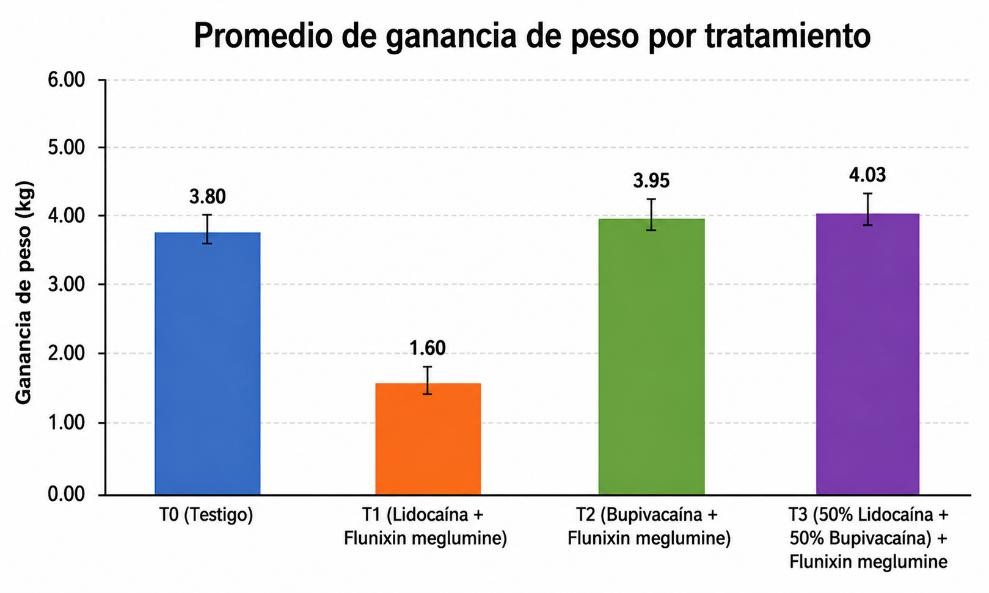 Promedio de ganancia de peso por tratamiento
Ganancia de peso (kg)
6.00
5.00
4.00
3.00
2.00
1.00
0.00
3.80
1.60
3.95
4.03
T0 (Testigo)
T1 (Lidocaína +
Flunixin meglumine)
T2 (Bupivacaína +
Flunixin meglumine)
T3 (50% Lidocaína +
50% Bupivacaína) +
Flunixin meglumine